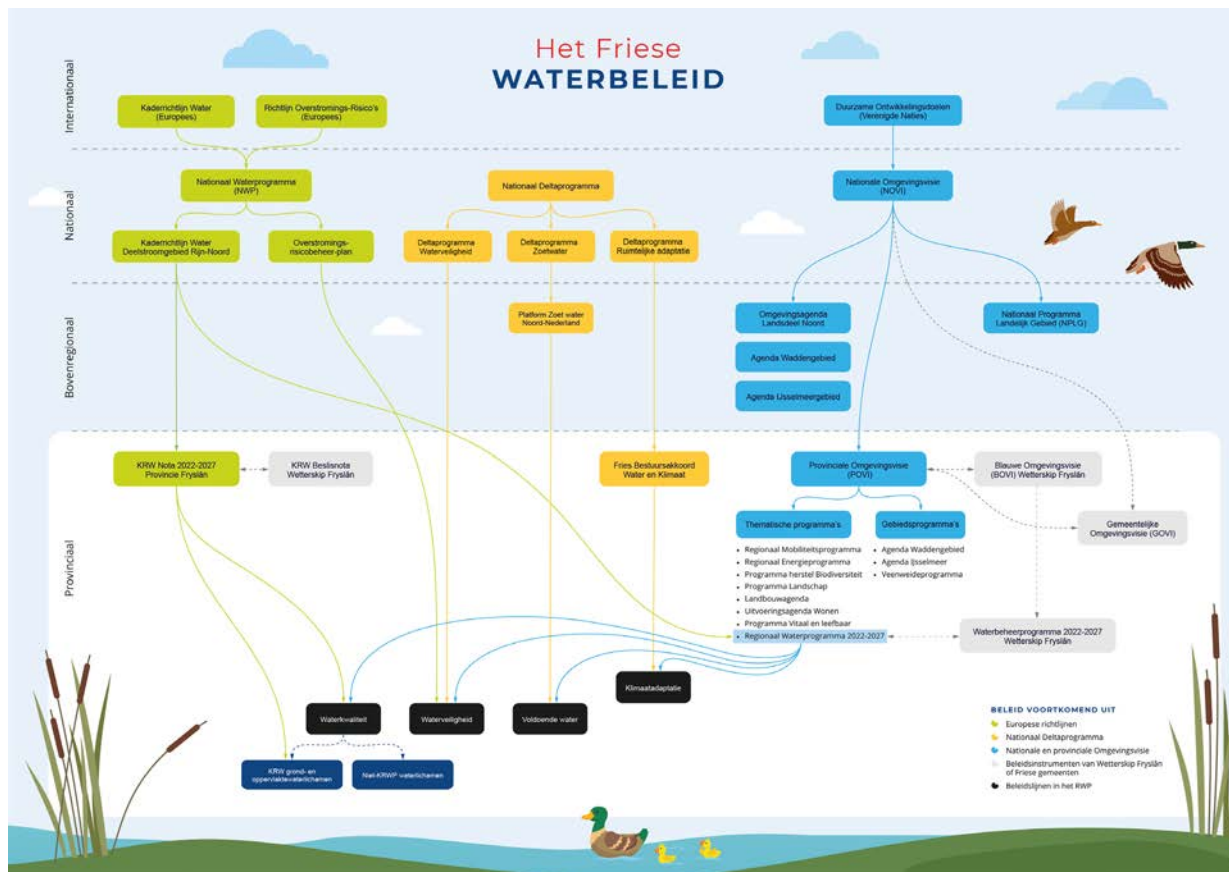 Het Friese
WATERBELEID
Internationaal
Kaderrichtlijn Water
(Europees)
Richtlijn Overstromings-Risico's
(Europees)
Duurzame Ontwikkelingsdoelen
(Verenigde Naties)
Nationaal
Nationaal Waterprogramma
(NWP)
Nationaal Deltaprogramma
Nationale Omgevingsvisie
(NOVI)
Kaderrichtlijn Water
Deelstroomgebied Rijn-Noord
Overstromings-
risicobeheer-plan
Deltaprogramma
Waterveiligheid
Deltaprogramma
Zoetwater
Deltaprogramma
Ruimtelijke adaptatie
Bovenregionaal
Platform Zoet water
Noord-Nederland
Omgevingsagenda
Landsdeel Noord
Nationaal Programma
Landelijk Gebied (NPLG)
Agenda Waddengebied
Agenda IJsselmeergebied
Provinciaal
KRW Nota 2022-2027
Provincie Fryslân
KRW Beslisnota
Wetterskip Fryslân
Fries Bestuursakkoord
Water en Klimaat
Provinciale Omgevingsvisie
(POVI)
Blauwe Omgevingsvisie
(BOVI) Wetterskip Fryslân
Thematische programma's
Gebiedsprogramma's
Gemeentelijke
Omgevingsvisie (GOVI)
• Regionaal Mobiliteitsprogramma
• Regionaal Energieprogramma
• Programma herstel Biodiversiteit
• Programma Landschap
• Landbouwagenda
• Uitvoeringsagenda Wonen
• Programma Vitaal en leefbaar
• Regionaal Waterprogramma 2022-2027
• Agenda Waddengebied
• Agenda IJsselmeer
• Veenweideprogramma
Waterbeheerprogramma 2022-2027
Wetterskip Fryslân
Klimaatadaptatie
Waterkwaliteit
Waterveiligheid
Voldoende water
KRW grond- en
oppervlaktewaterlichamen
Niet-KRWP waterlichamen
BELEID VOORTKOMEND UIT
Europese richtlijnen
Nationaal Deltaprogramma
Nationale en provinciale Omgevingsvisie
Beleidsinstrumenten van Wetterskip Fryslân
of Friese gemeenten
Beleidslijnen in het RWP